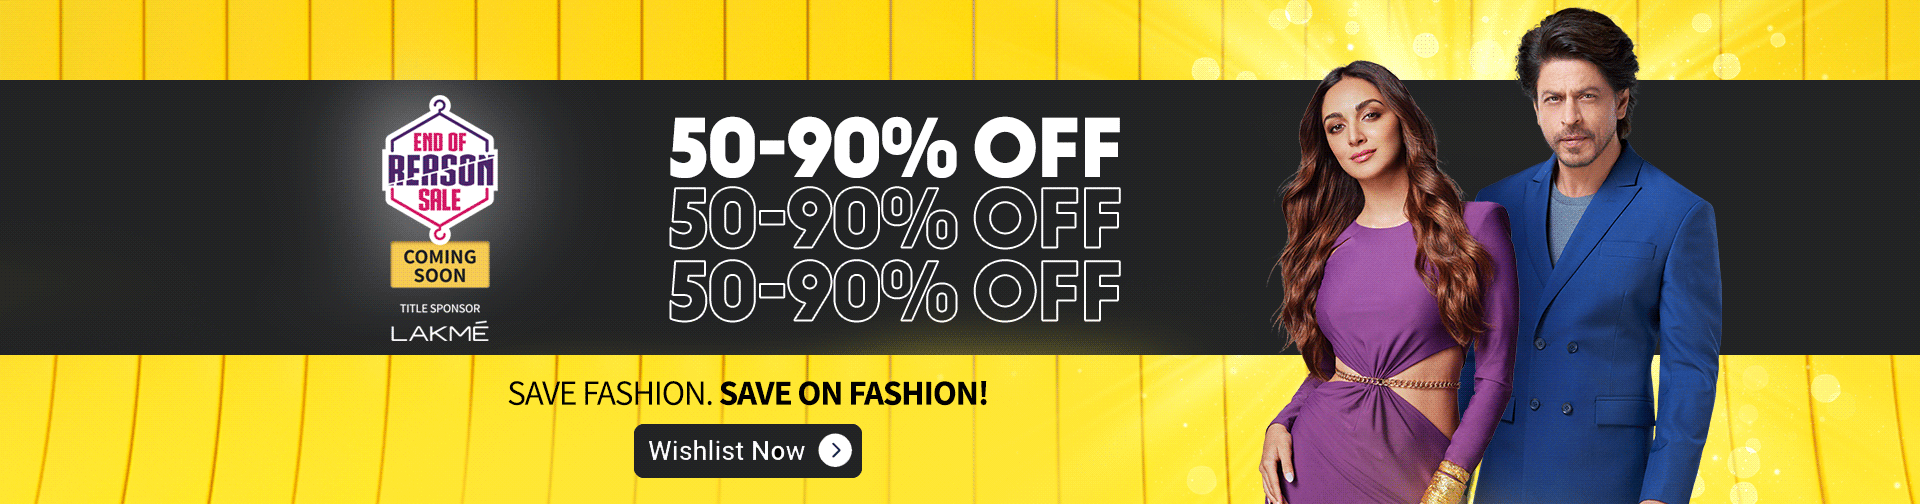 END OF
REASON
SALE
COMING
SOON
TITLE SPONSOR
LAKMÉ
50-90% OFF
50-90% OFF
50-90% OFF
SAVE FASHION. SAVE ON FASHION!
Wishlist Now